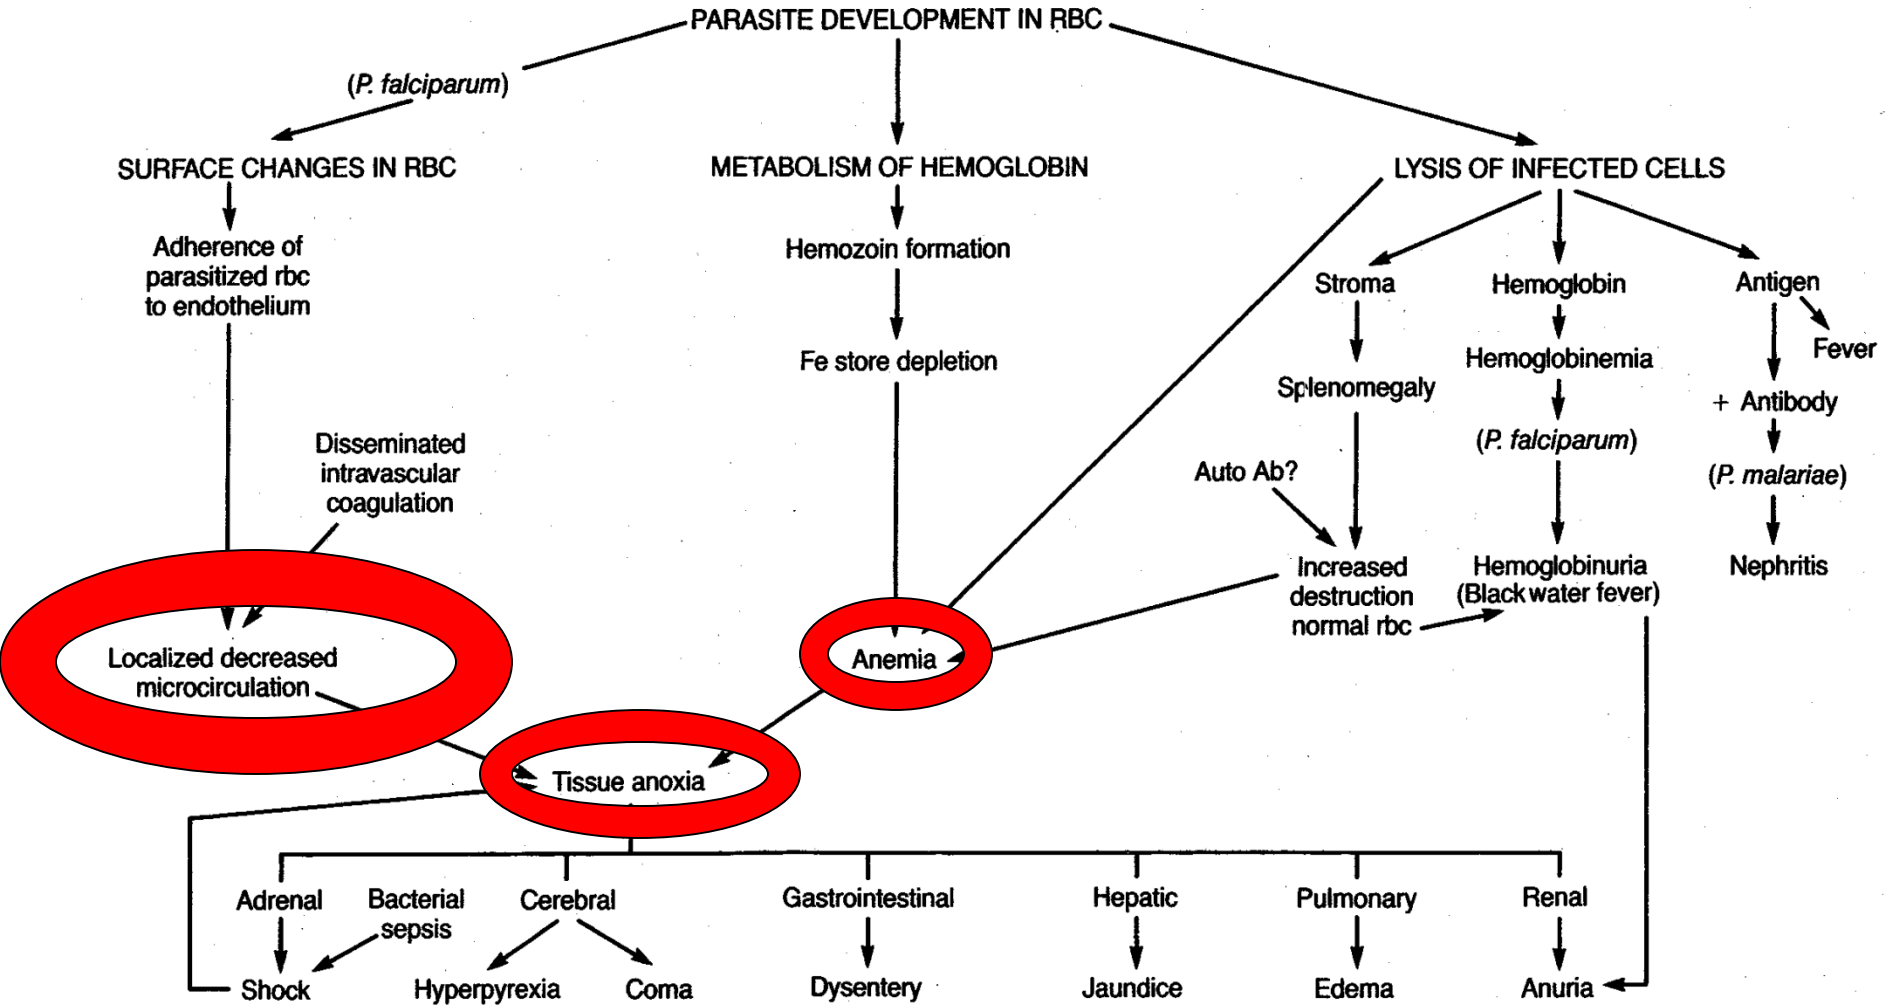 PARASITE DEVELOPMENT IN RBC
(P. falciparum)
SURFACE CHANGES IN RBC
METABOLISM OF HEMOGLOBIN
LYSIS OF INFECTED CELLS
Adherence of
parasitized rbc
to endothelium
Hemozoin formation
Stroma
Hemoglobin
Antigen
Fever
Fe store depletion
Splenomegaly
Hemoglobinemia
+ Antibody
Disseminated
intravascular
coagulation
Auto Ab?
(P. falciparum)
(P. malariae)
Increased
destruction
normal rbc
Hemoglobinuria
(Black water fever)
Nephritis
Localized decreased
microcirculation
Anemia
Tissue anoxia
Adrenal
Bacterial
sepsis
Cerebral
Gastrointestinal
Hepatic
Pulmonary
Renal
Shock
Hyperpyrexia
Coma
Dysentery
Jaundice
Edema
Anuria